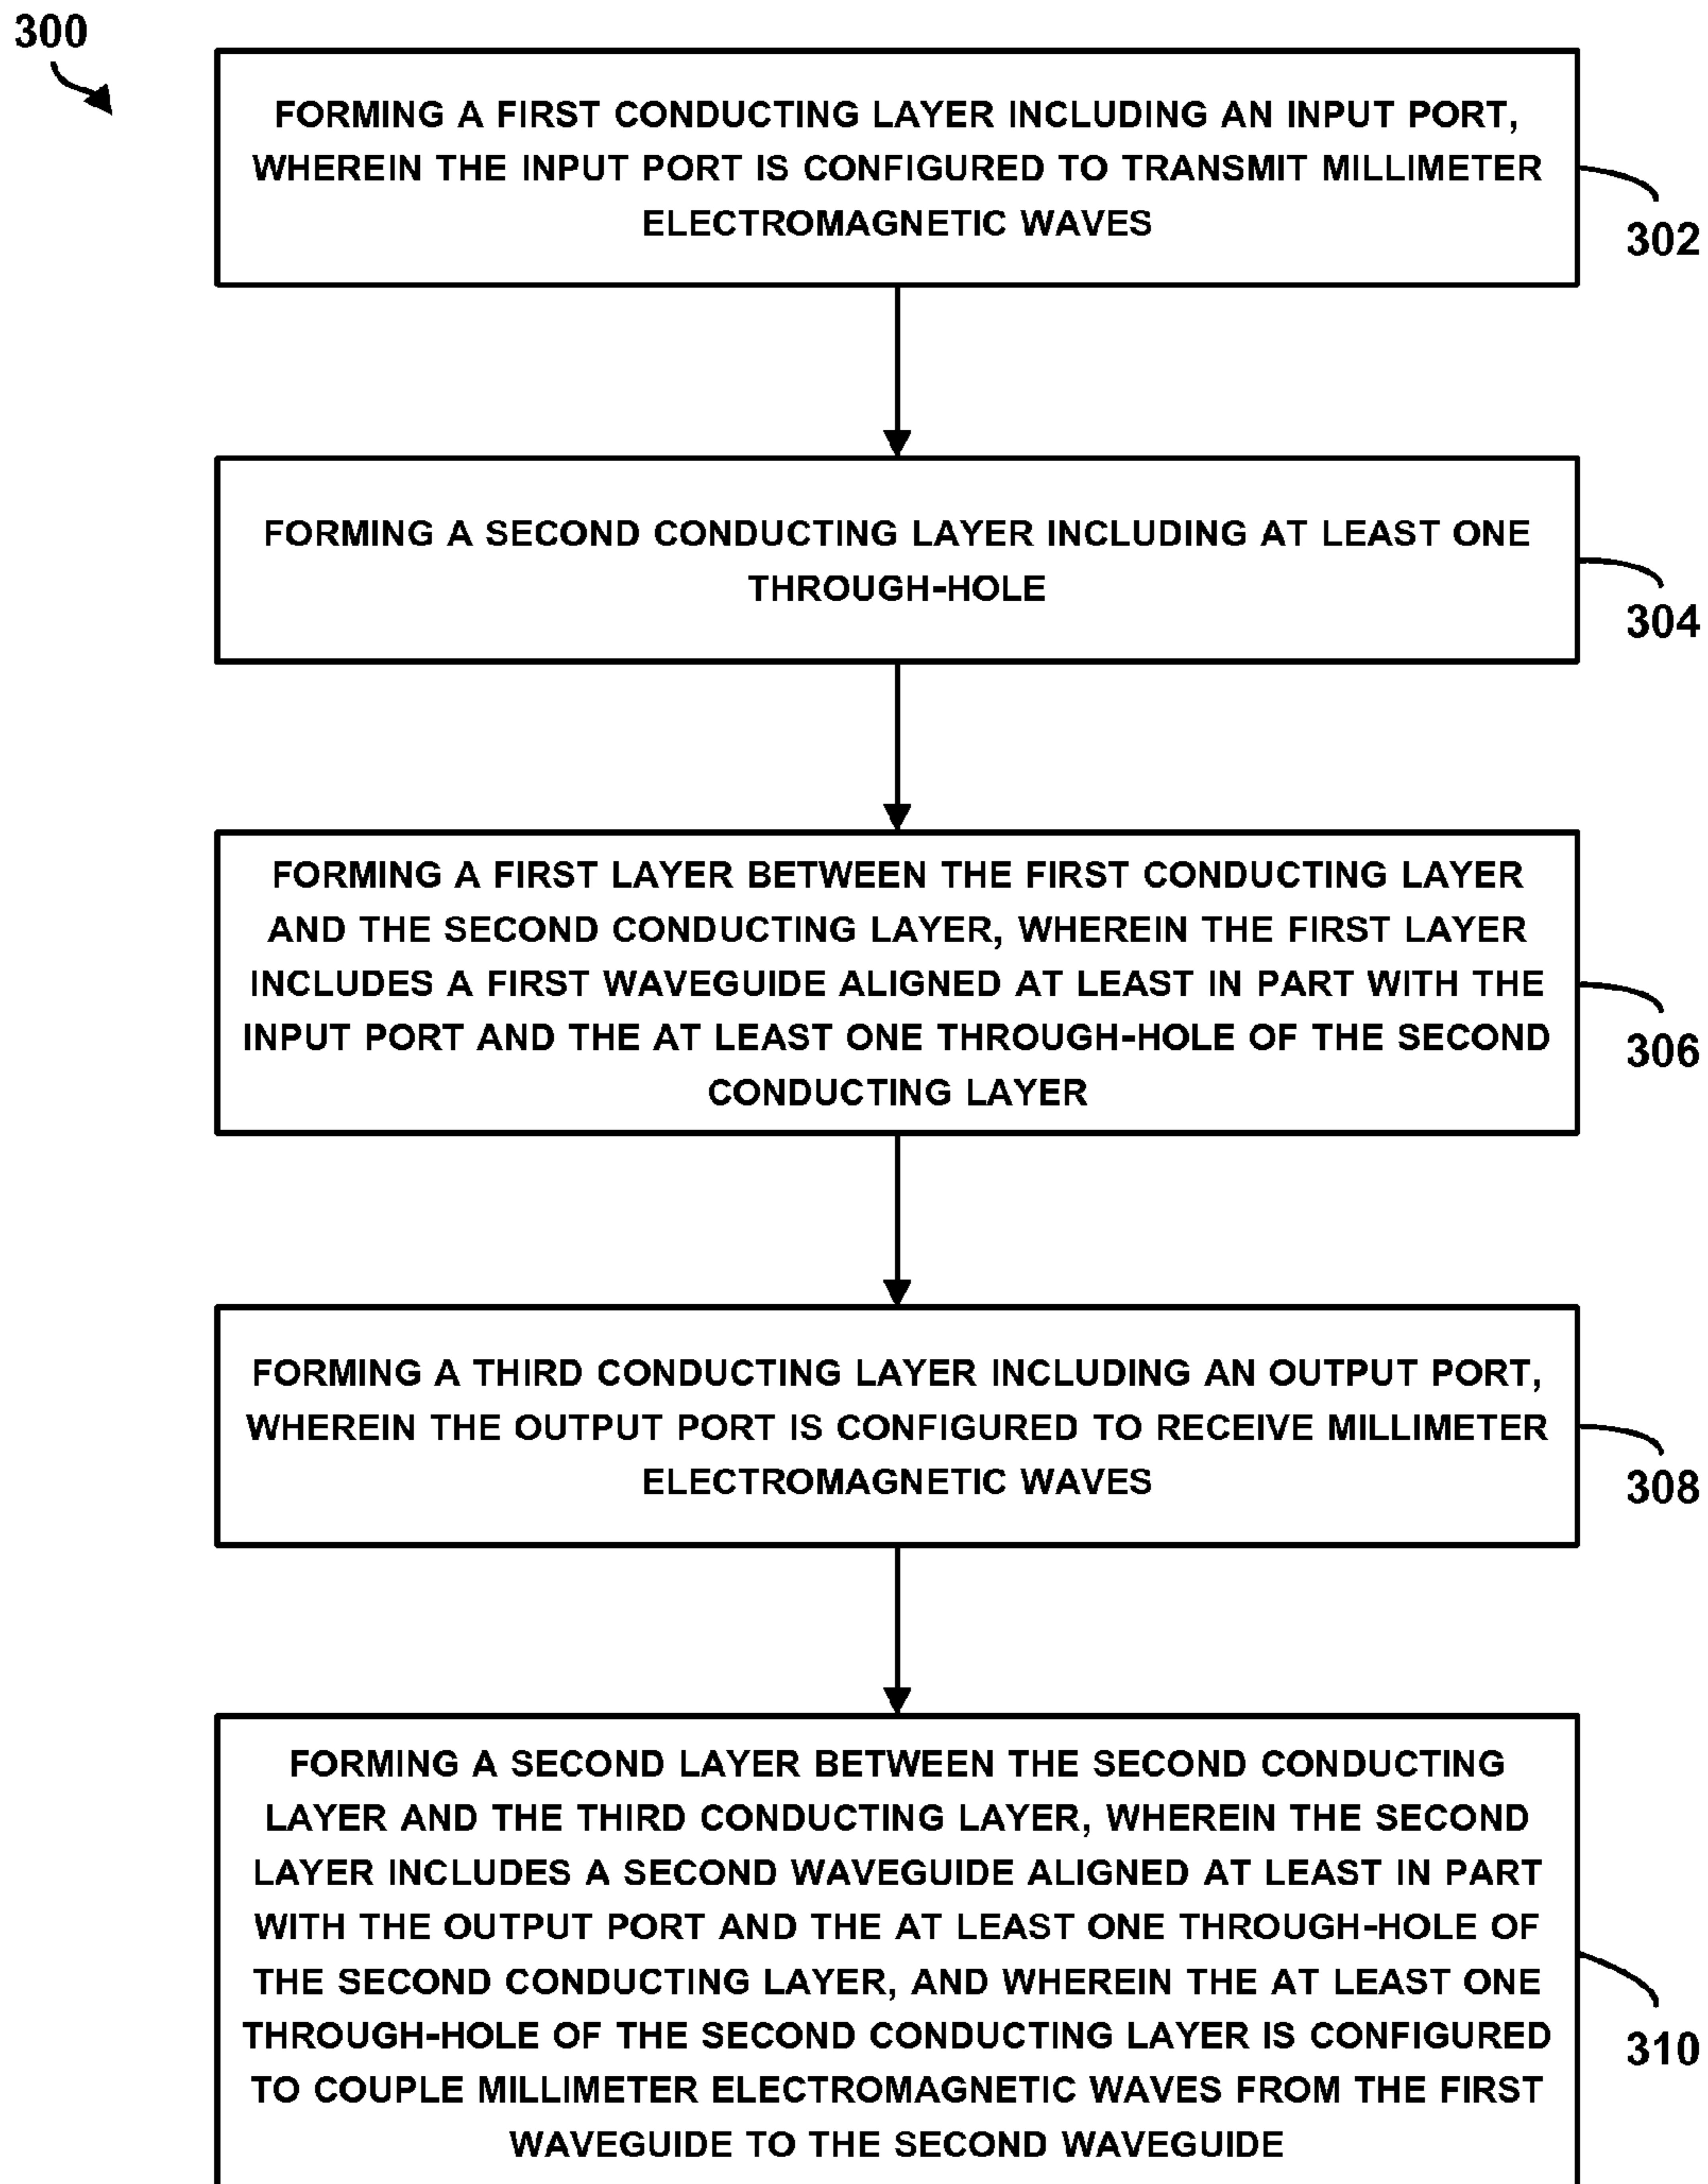 300
FORMING A FIRST CONDUCTING LAYER INCLUDING AN INPUT PORT,
WHEREIN THE INPUT PORT IS CONFIGURED TO TRANSMIT MILLIMETER
ELECTROMAGNETIC WAVES
302
FORMING A SECOND CONDUCTING LAYER INCLUDING AT LEAST ONE
THROUGH-HOLE
304
FORMING A FIRST LAYER BETWEEN THE FIRST CONDUCTING LAYER
AND THE SECOND CONDUCTING LAYER, WHEREIN THE FIRST LAYER
INCLUDES A FIRST WAVEGUIDE ALIGNED AT LEAST IN PART WITH THE
INPUT PORT AND THE AT LEAST ONE THROUGH-HOLE OF THE SECOND
CONDUCTING LAYER
306
FORMING A THIRD CONDUCTING LAYER INCLUDING AN OUTPUT PORT,
WHEREIN THE OUTPUT PORT IS CONFIGURED TO RECEIVE MILLIMETER
ELECTROMAGNETIC WAVES
308
FORMING A SECOND LAYER BETWEEN THE SECOND CONDUCTING
LAYER AND THE THIRD CONDUCTING LAYER, WHEREIN THE SECOND
LAYER INCLUDES A SECOND WAVEGUIDE ALIGNED AT LEAST IN PART
WITH THE OUTPUT PORT AND THE AT LEAST ONE THROUGH-HOLE OF
THE SECOND CONDUCTING LAYER, AND WHEREIN THE AT LEAST ONE
THROUGH-HOLE OF THE SECOND CONDUCTING LAYER IS CONFIGURED
TO COUPLE MILLIMETER ELECTROMAGNETIC WAVES FROM THE FIRST
WAVEGUIDE TO THE SECOND WAVEGUIDE
310